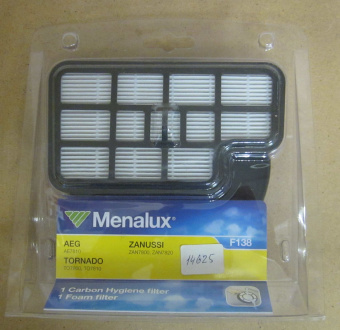 Menalux
AEG
ZANUSSI
F138
TORNADO
14625
1 Carbon Hygiene filter
1 Foam filter